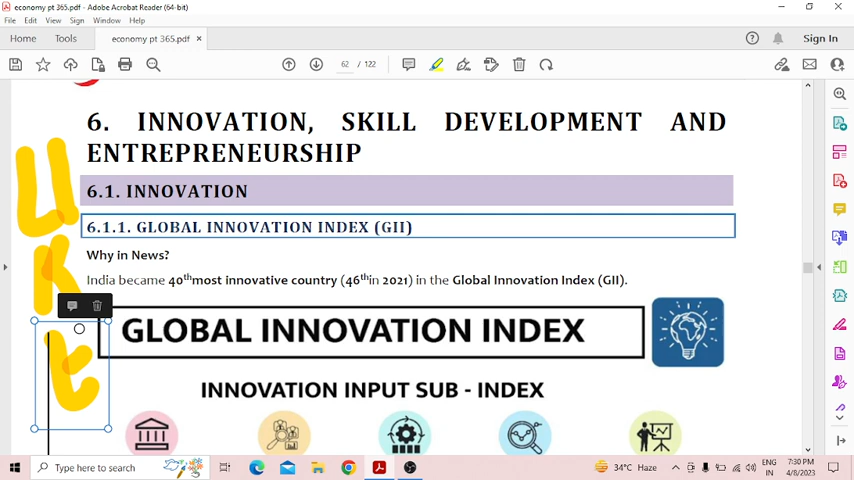 economy pt 365.pdf - Adobe Acrobat Reader (64-bit)
File Edit View Sign Window Help
Home Tools economy pt 365.pdf × Sign In
62 / 122
6. INNOVATION, SKILL DEVELOPMENT AND
ENTREPRENEURSHIP
6.1. INNOVATION
6.1.1. GLOBAL INNOVATION INDEX (GII)
Why in News?
India became 40thmost innovative country (46thin 2021) in the Global Innovation Index (GII).
GLOBAL INNOVATION INDEX
INNOVATION INPUT SUB - INDEX
U
K
t
Type here to search
34°C Haze
ENG
IN
7:30 PM
4/8/2023